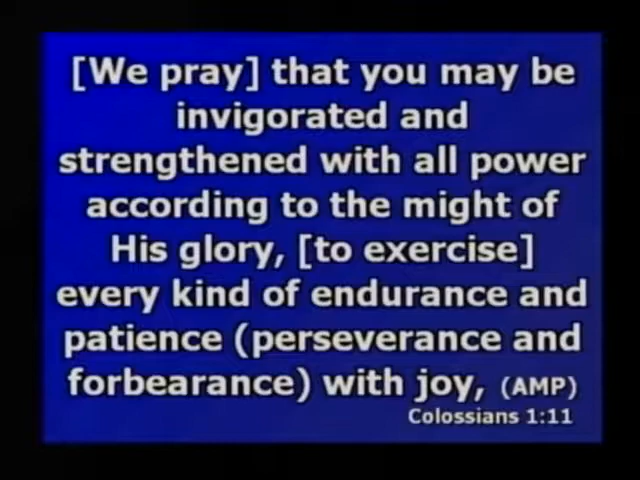 [We pray] that you may be
invigorated and
strengthened with all power
according to the might of
His glory, [to exercise]
every kind of endurance and
patience (perseverance and
forbearance) with joy, (AMP)
Colossians 1:11